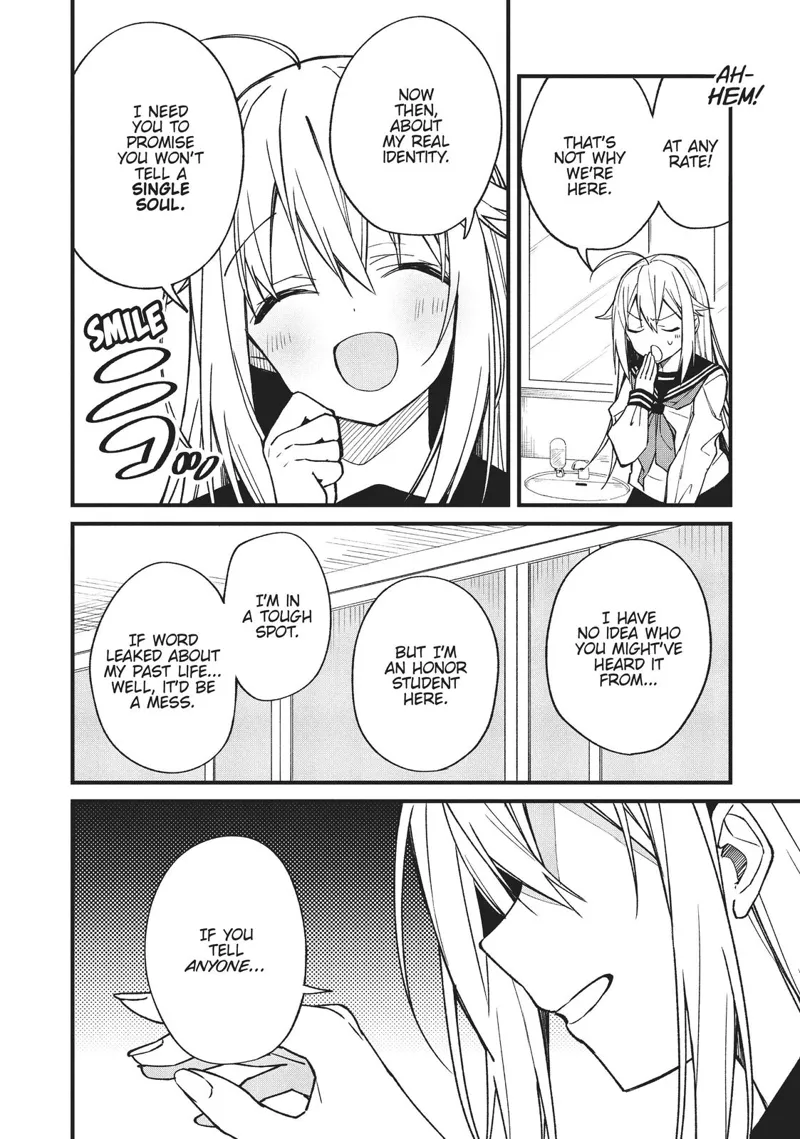 AH-
HEM!
AT ANY
RATE!
THAT'S
NOT WHY
WE'RE
HERE.
NOW
THEN,
ABOUT
MY REAL
IDENTITY.
I NEED
YOU TO
PROMISE
YOU WON'T
TELL A
SINGLE
SOUL.
SMILE
I HAVE
NO IDEA WHO
YOU MIGHT'VE
HEARD IT
FROM...
BUT I'M
AN HONOR
STUDENT
HERE.
I'M IN
A TOUGH
SPOT.
IF WORD
LEAKED ABOUT
MY PAST LIFE...
WELL, IT'D BE
A MESS.
IF YOU
TELL
ANYONE...